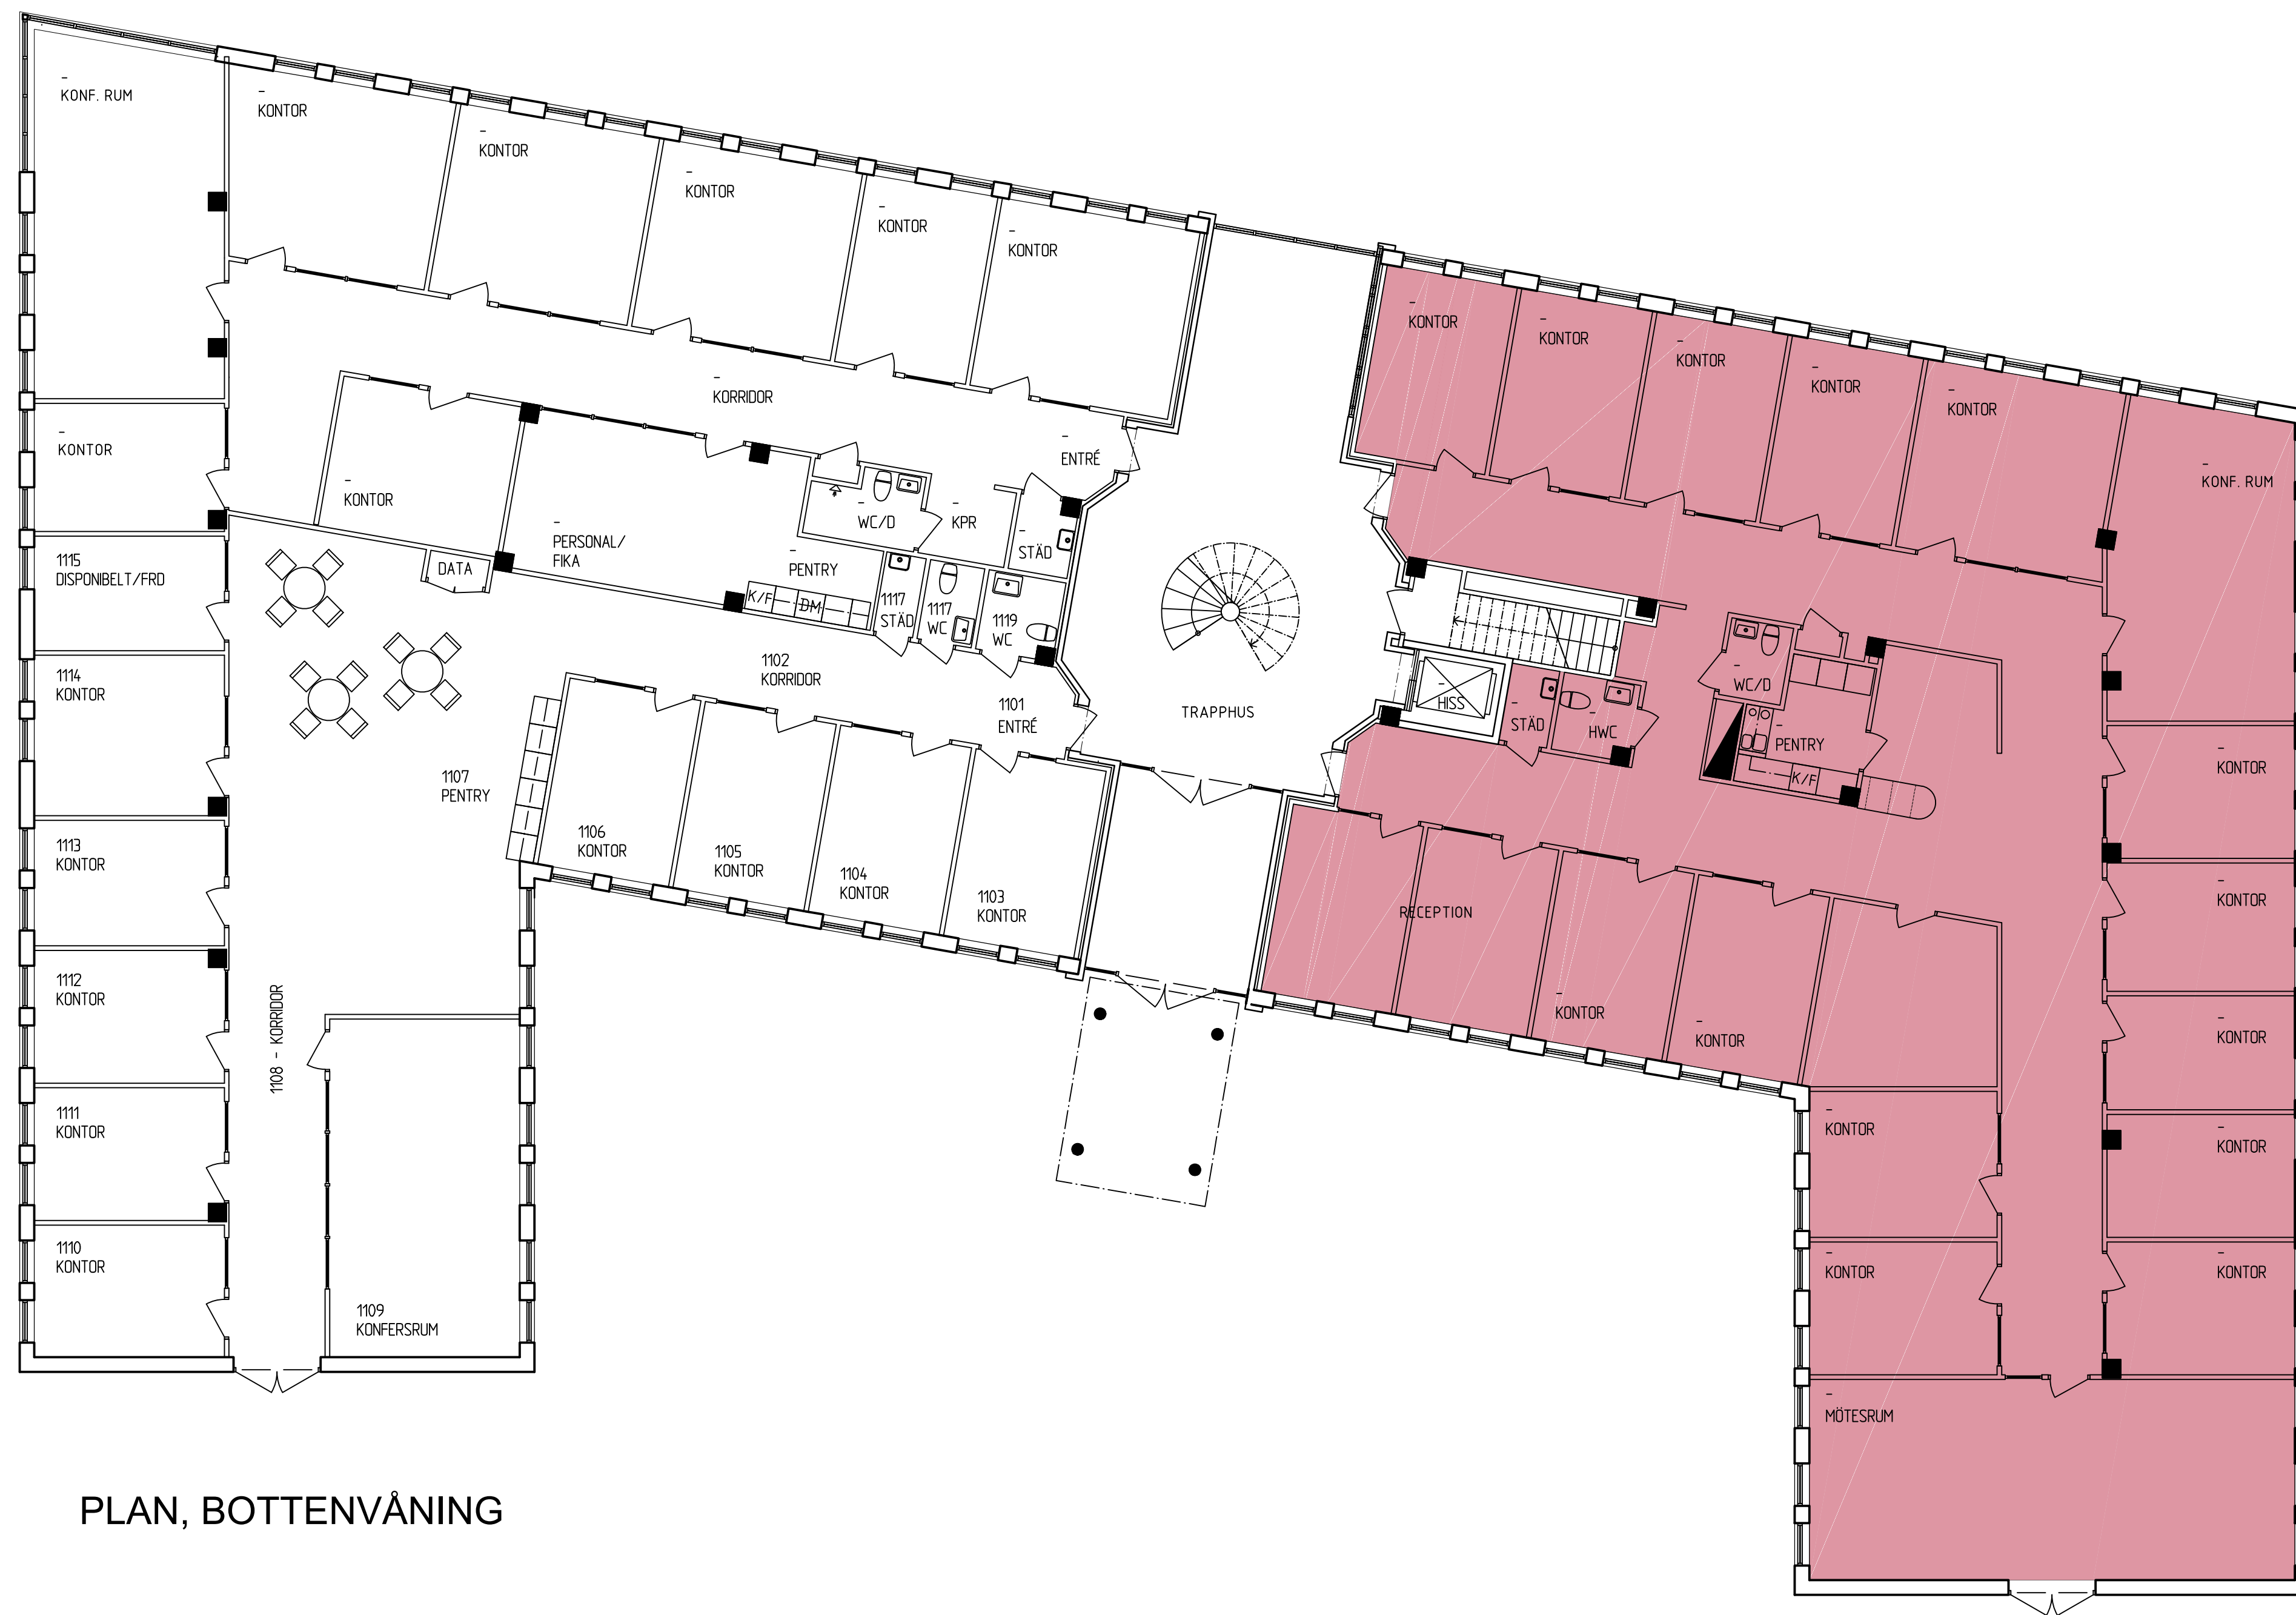 –
KONF. RUM
–
KONTOR
–
KONTOR
–
KONTOR
–
KONTOR
–
KONTOR
–
KORRIDOR
–
ENTRÉ
–
KONTOR
–
KONTOR
–
PERSONAL/
FIKA
–
WC/D
–
KPR
–
STÄD
–
PENTRY
K/F
DM
DATA
1117
STÄD
1117
WC
1119
WC
1115
DISPONIBELT/FRD
1114
KONTOR
1113
KONTOR
1112
KONTOR
1111
KONTOR
1110
KONTOR
1108 - KORRIDOR
1109
KONFERSRUM
1107
PENTRY
1102
KORRIDOR
1101
ENTRÉ
1106
KONTOR
1105
KONTOR
1104
KONTOR
1103
KONTOR
TRAPPHUS
–
KONTOR
–
KONTOR
–
KONTOR
–
KONTOR
–
KONTOR
–
KONF. RUM
–
HISS
–
STÄD
–
HWC
–
WC/D
–
PENTRY
K/F
RECEPTION
–
KONTOR
–
KONTOR
–
KONTOR
–
KONTOR
–
KONTOR
–
KONTOR
–
KONTOR
–
KONTOR
–
KONTOR
–
MÖTESRUM
PLAN, BOTTENVÅNING